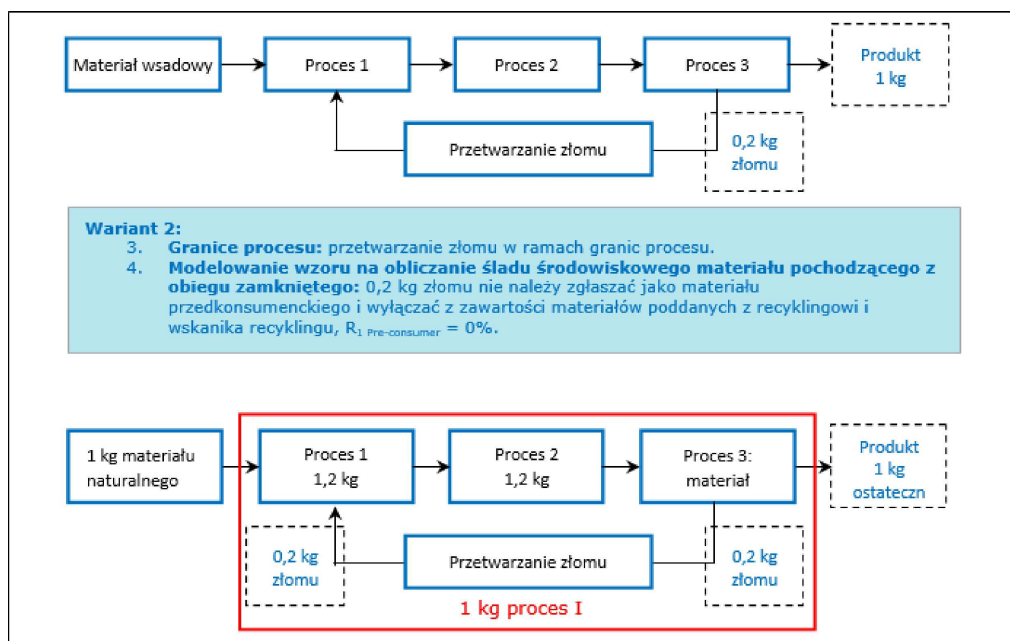 Materiał wsadowy
Proces 1
Proces 2
Proces 3
Produkt
1 kg
Przetwarzanie złomu
0,2 kg
złomu
Wariant 2:
3. Granice procesu: przetwarzanie złomu w ramach granic procesu.
4. Modelowanie wzoru na obliczanie śladu środowiskowego materiału pochodzącego z
obiegu zamkniętego: 0,2 kg złomu nie należy zgłaszać jako materiału
przedkonsumenckiego i wyłączać z zawartości materiałów poddanych z recyklingowi i
wskanika recyklingu, R1 Pre-consumer = 0%.
1 kg materiału
naturalnego
Proces 1
1,2 kg
Proces 2
1,2 kg
Proces 3:
materiał
Produkt
1 kg
ostateczn
0,2 kg
złomu
Przetwarzanie złomu
0,2 kg
złomu
1 kg proces I